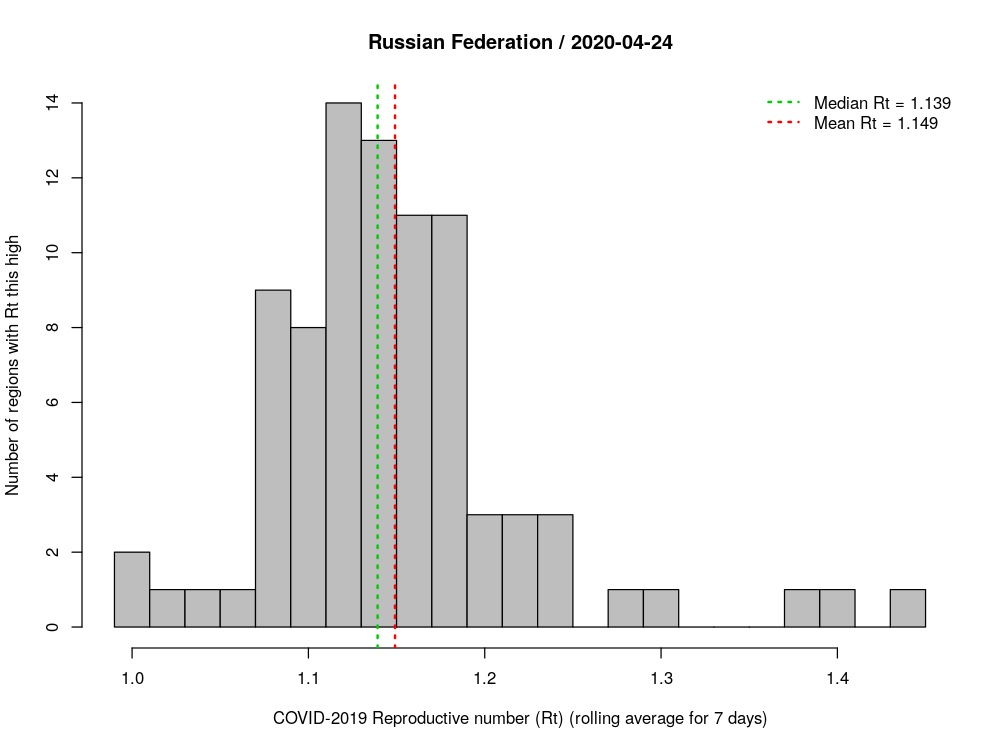 Russian Federation / 2020-04-24
Median Rt = 1.139
Mean Rt = 1.149
Number of regions with Rt this high
14
12
10
8
6
4
2
0
1.0 1.1 1.2 1.3 1.4
COVID-2019 Reproductive number (Rt) (rolling average for 7 days)